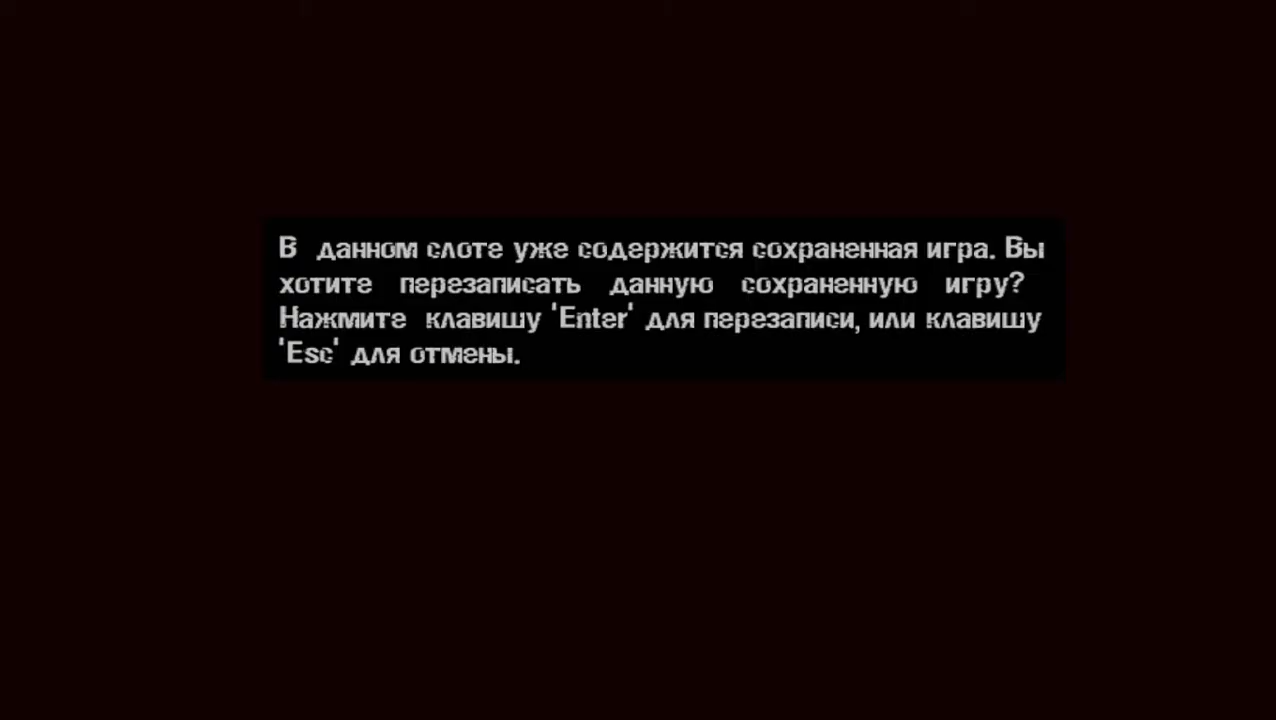 В данном слоте уже содержится сохраненная игра. Вы
хотите перезаписать данную сохраненную игру?
Нажмите клавишу 'Enter' для перезаписи, или клавишу
'Esc' для отмены.